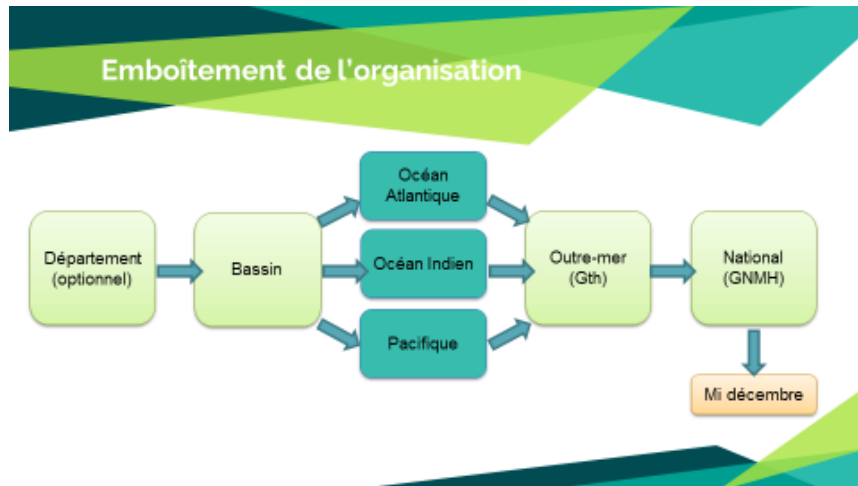 Emboîtement de l'organisation
Département
(optionnel)
Bassin
Océan
Atlantique
Océan Indien
Pacifique
Outre-mer
(Gth)
National
(GNMH)
Mi décembre